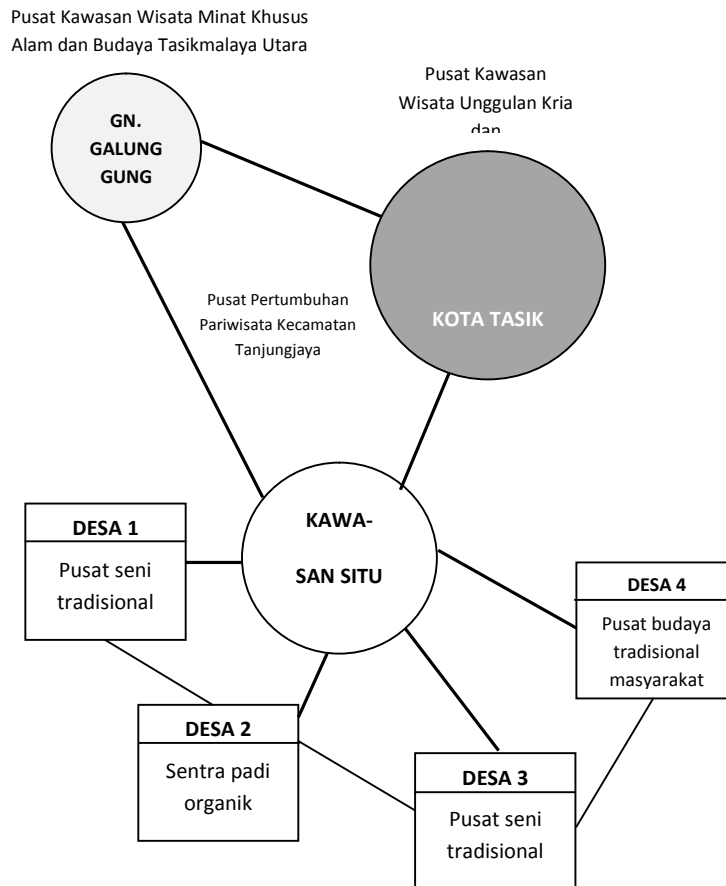 Pusat Kawasan Wisata Minat Khusus
Alam dan Budaya Tasikmalaya Utara
Pusat Kawasan
Wisata Unggulan Kria
dan
GN.
GALUNG
GUNG
KOTA TASIK
Pusat Pertumbuhan
Pariwisata Kecamatan
Tanjungjaya
KAWA-
SAN SITU
DESA 1
Pusat seni
tradisional
DESA 4
Pusat budaya
tradisional
masyarakat
DESA 2
Sentra padi
organik
DESA 3
Pusat seni
tradisional